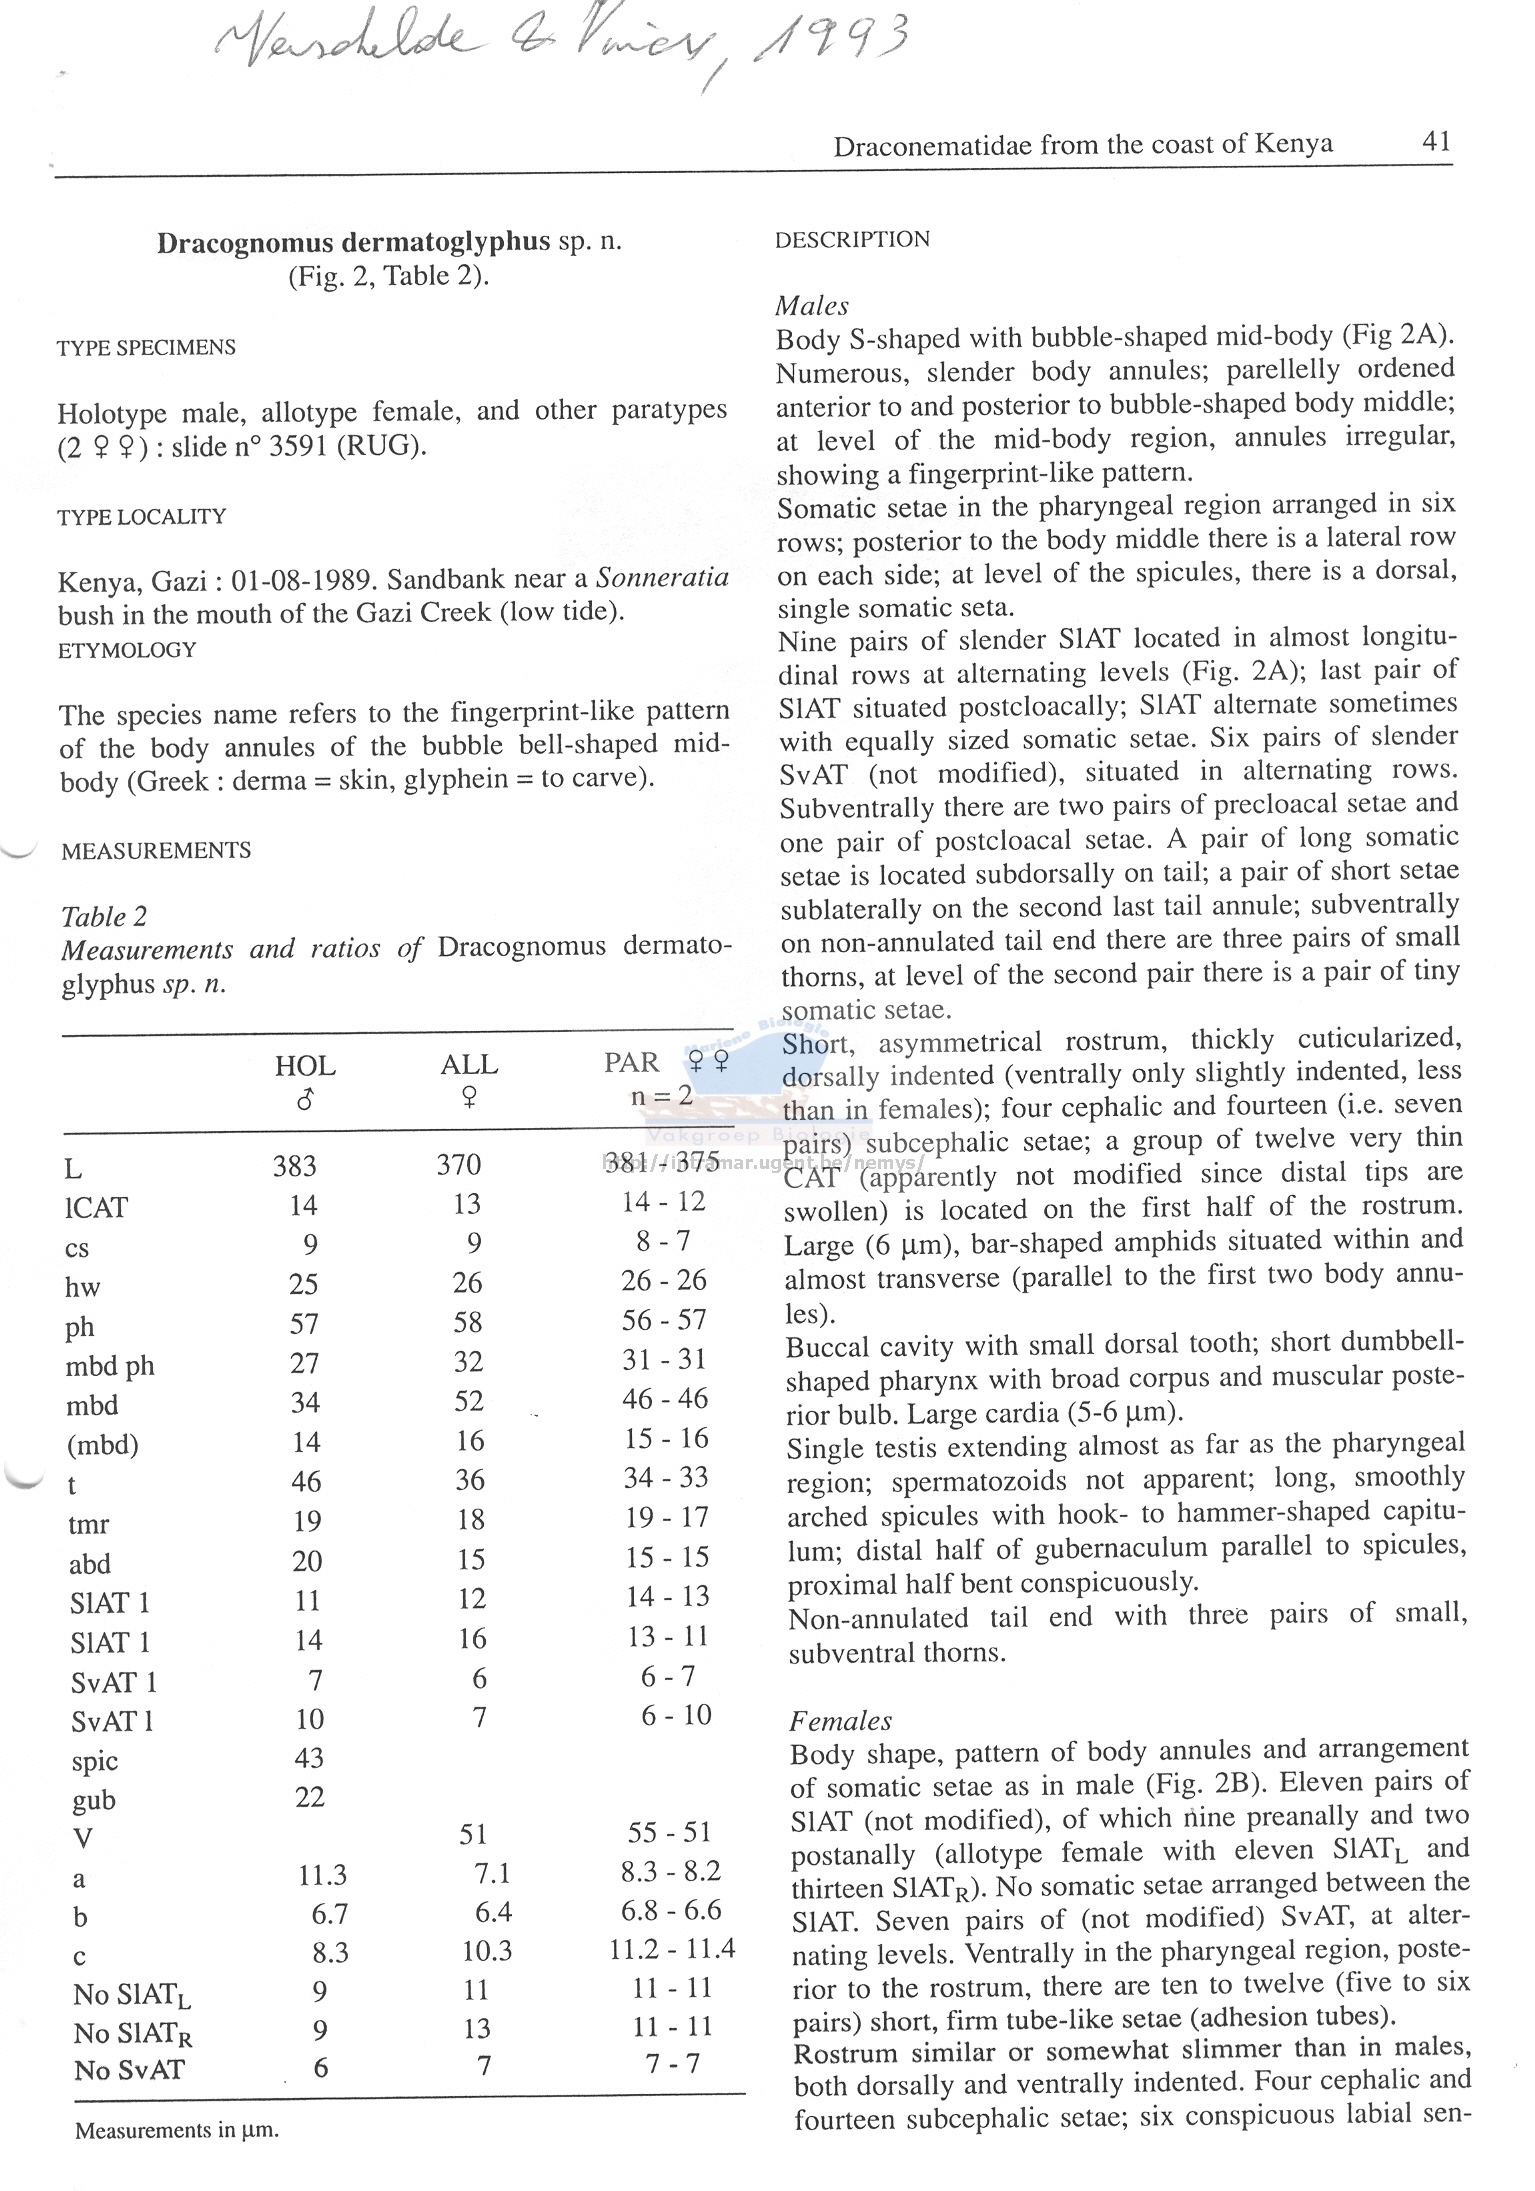 Verschelde & Vincx, 1993
Draconematidae from the coast of Kenya 41
Dracognomus dermatoglyphus sp. n.
(Fig. 2, Table 2).
TYPE SPECIMENS
Holotype male, allotype female, and other paratypes
(2 ♀ ♀) : slide n° 3591 (RUG).
TYPE LOCALITY
Kenya, Gazi : 01-08-1989. Sandbank near a Sonneratia
bush in the mouth of the Gazi Creek (low tide).
ETYMOLOGY
The species name refers to the fingerprint-like pattern
of the body annules of the bubble bell-shaped mid-
body (Greek : derma = skin, glyphein = to carve).
MEASUREMENTS
Table 2
Measurements and ratios of Dracognomus dermato-
glyphus sp. n.
HOL ALL PAR ♀ ♀
♂ ♀ n = 2
L 383 370 381 - 375
lCAT 14 13 14 - 12
cs 9 9 8 - 7
hw 25 26 26 - 26
ph 57 58 56 - 57
mbd ph 27 32 31 - 31
mbd 34 52 46 - 46
(mbd) 14 16 15 - 16
t 46 36 34 - 33
tmr 19 18 19 - 17
abd 20 15 15 - 15
SlAT 1 11 12 14 - 13
SlAT 1 14 16 13 - 11
SvAT 1 7 6 6 - 7
SvAT l 10 7 6 - 10
spic 43
gub 22
V 51 55 - 51
a 11.3 7.1 8.3 - 8.2
b 6.7 6.4 6.8 - 6.6
c 8.3 10.3 11.2 - 11.4
No SlATL 9 11 11 - 11
No SlATR 9 13 11 - 11
No SvAT 6 7 7 - 7
Measurements in µm.
DESCRIPTION
Males
Body S-shaped with bubble-shaped mid-body (Fig 2A).
Numerous, slender body annules; parellelly ordened
anterior to and posterior to bubble-shaped body middle;
at level of the mid-body region, annules irregular,
showing a fingerprint-like pattern.
Somatic setae in the pharyngeal region arranged in six
rows; posterior to the body middle there is a lateral row
on each side; at level of the spicules, there is a dorsal,
single somatic seta.
Nine pairs of slender SlAT located in almost longitu-
dinal rows at alternating levels (Fig. 2A); last pair of
SlAT situated postcloacally; SlAT alternate sometimes
with equally sized somatic setae. Six pairs of slender
SvAT (not modified), situated in alternating rows.
Subventrally there are two pairs of precloacal setae and
one pair of postcloacal setae. A pair of long somatic
setae is located subdorsally on tail; a pair of short setae
sublaterally on the second last tail annule; subventrally
on non-annulated tail end there are three pairs of small
thorns, at level of the second pair there is a pair of tiny
somatic setae.
Short, asymmetrical rostrum, thickly cuticularized,
dorsally indented (ventrally only slightly indented, less
than in females); four cephalic and fourteen (i.e. seven
pairs) subcephalic setae; a group of twelve very thin
CAT (apparently not modified since distal tips are
swollen) is located on the first half of the rostrum.
Large (6 µm), bar-shaped amphids situated within and
almost transverse (parallel to the first two body annu-
les).
Buccal cavity with small dorsal tooth; short dumbbell-
shaped pharynx with broad corpus and muscular poste-
rior bulb. Large cardia (5-6 µm).
Single testis extending almost as far as the pharyngeal
region; spermatozoids not apparent; long, smoothly
arched spicules with hook- to hammer-shaped capitu-
lum; distal half of gubernaculum parallel to spicules,
proximal half bent conspicuously.
Non-annulated tail end with three pairs of small,
subventral thorns.
Females
Body shape, pattern of body annules and arrangement
of somatic setae as in male (Fig. 2B). Eleven pairs of
SlAT (not modified), of which nine preanally and two
postanally (allotype female with eleven SlATL and
thirteen SlATR). No somatic setae arranged between the
SlAT. Seven pairs of (not modified) SvAT, at alter-
nating levels. Ventrally in the pharyngeal region, poste-
rior to the rostrum, there are ten to twelve (five to six
pairs) short, firm tube-like setae (adhesion tubes).
Rostrum similar or somewhat slimmer than in males,
both dorsally and ventrally indented. Four cephalic and
fourteen subcephalic setae; six conspicuous labial sen-
Mariene Biologie
Vakgroep Biologie
http://intramar.ugent.be/nemys/